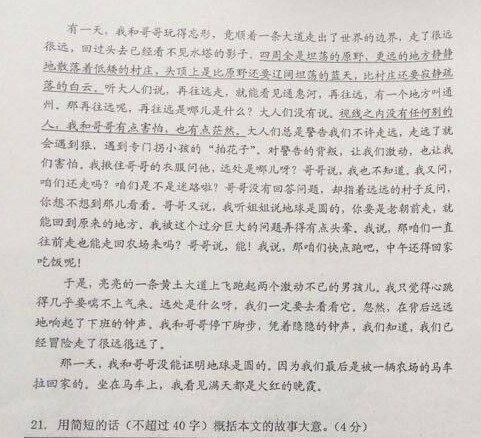 有一天，我和哥哥玩得忘形，竟顺着一条大道走出了世界的边界，走了很远
很远，回过头去已经看不见水塔的影子。四周全是坦荡的原野，更远的地方静静
地散落着低矮的村庄，头顶上是比原野还要辽阔坦荡的蓝天，比村庄还要寂静疏
落的白云。听大人们说，再往远走，就能看见通惠河，再往远，有一个地方叫通
州。那再往远呢，再往远是哪儿是什么？大人们没有说。视线之内没有任何别的
人。我和哥哥有点害怕，也有点茫然。大人们总是警告我们不许走远，走远了就
会遇到狼，遇到专门拐小孩的“拍花子”。对警告的背叛，让我们激动，也让我
们害怕。我揪住哥哥的衣服问他，远处是哪儿呀？哥哥说，我也不知道。我又问，
咱们还走吗？咱们是不是迷路啦？哥哥没有回答问题，却指着远远的村子反问，
你想不想到那儿看看。哥哥又说，我听姐姐说地球是圆的，你要是老朝前走，就
能回到原来的地方。我被这个过分巨大的问题弄得有点头晕。我说，那咱们一直
往前走也能走回农场来吗？哥哥说，能！我说，那咱们快点跑吧，中午还得回家
吃饭呢！
于是，亮亮的一条黄土大道上飞跑起两个激动不已的男孩儿。我只觉得心跳
得几乎要喘不上气来。远处是什么呀，我们一定要去看看它。忽然，在背后远远
地响起了下班的钟声。我和哥哥停下脚步，凭着隐隐的钟声，我们知道，我们已
经冒险走了很远很远了。
那一天，我和哥哥没能证明地球是圆的。因为我们最后是被一辆农场的马车
拉回家的。坐在马车上，我看见满天都是火红的晚霞。
21. 用简短的话（不超过 40 字）概括本文的故事大意。（4 分）